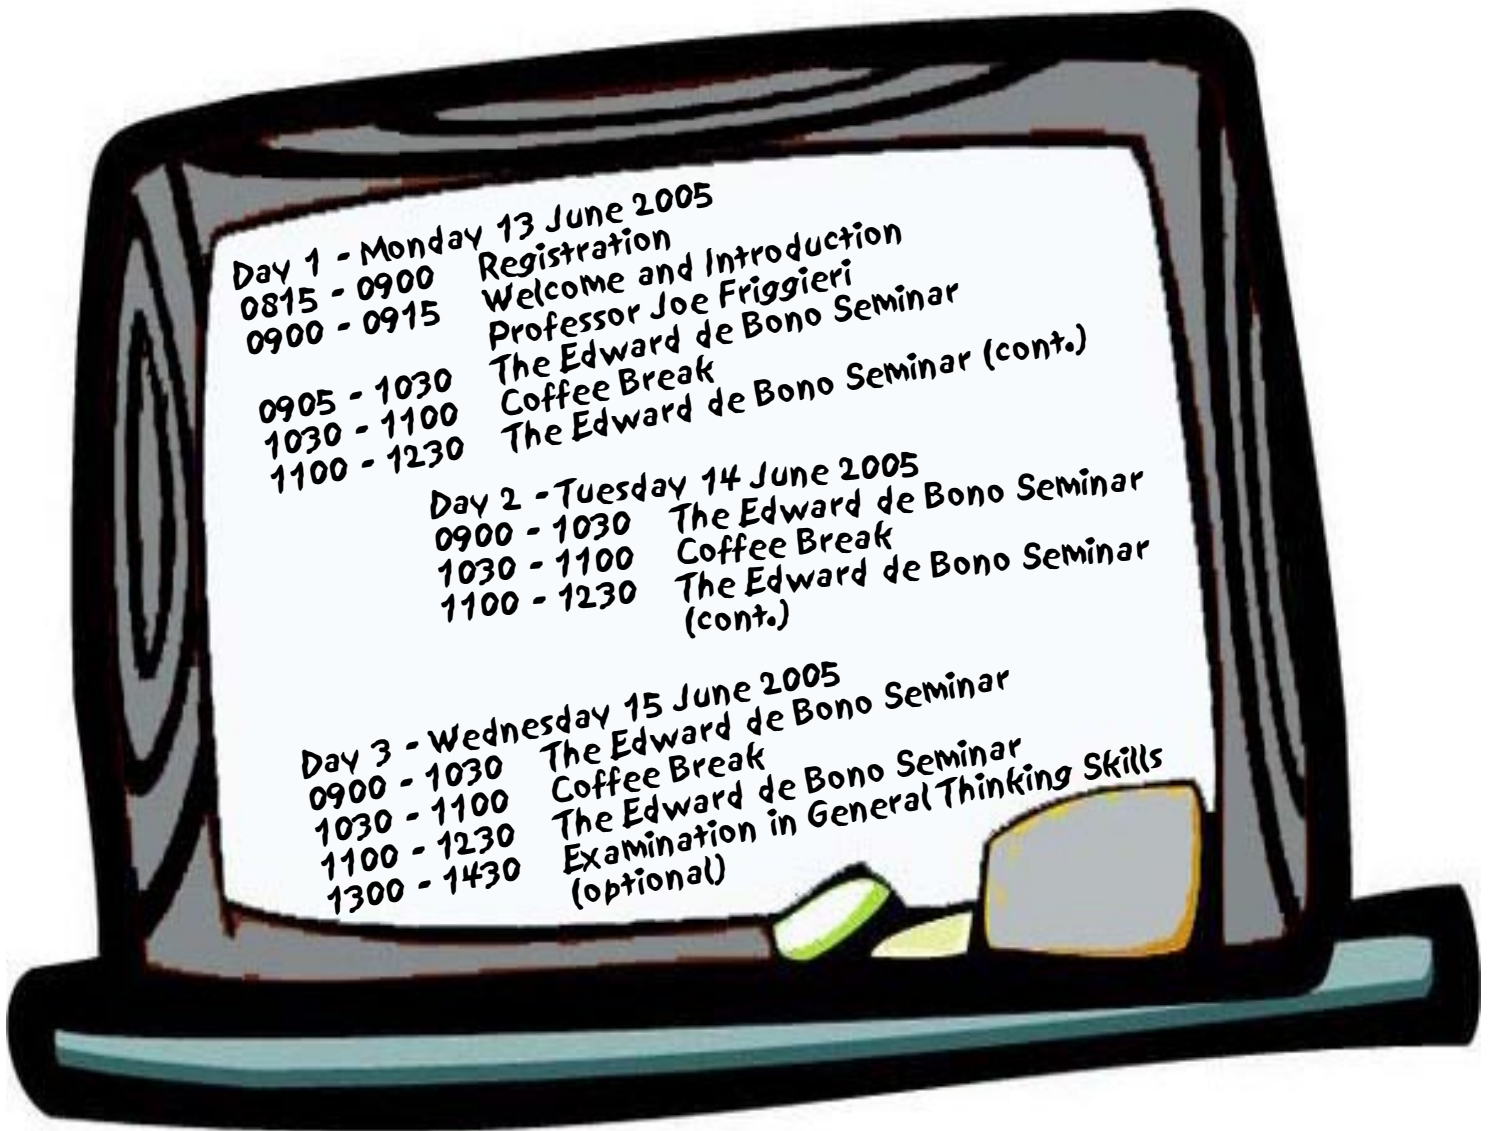 Day 1 - Monday 13 June 2005
0815 - 0900 Registration
0900 - 0915 Welcome and Introduction
Professor Joe Friggieri
The Edward de Bono Seminar
0905 - 1030 Coffee Break
1030 - 1100 The Edward de Bono Seminar (cont.)
1100 - 1230
Day 2 - Tuesday 14 June 2005
0900 - 1030 The Edward de Bono Seminar
1030 - 1100 Coffee Break
1100 - 1230 The Edward de Bono Seminar
(cont.)
Day 3 - Wednesday 15 June 2005
0900 - 1030 The Edward de Bono Seminar
1030 - 1100 Coffee Break
1100 - 1230 The Edward de Bono Seminar
1300 - 1430 Examination in General Thinking Skills
(optional)